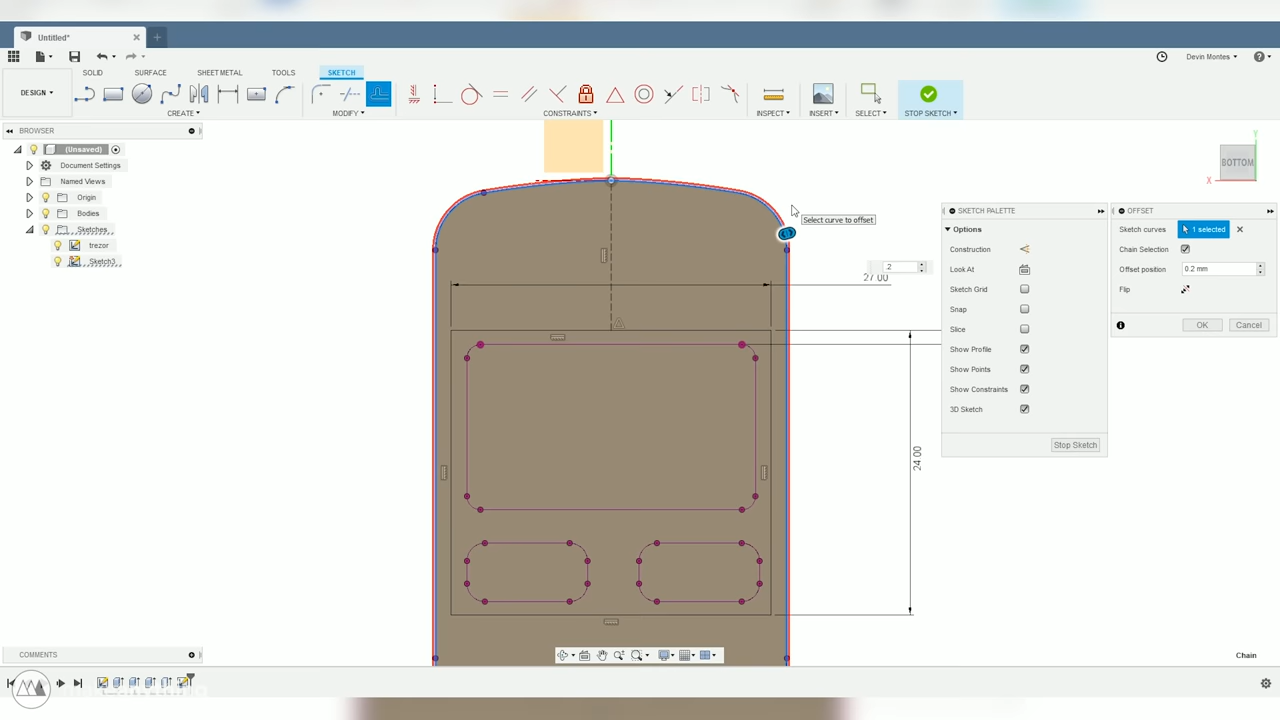 Untitled*
Devin Montes
DESIGN
SOLID SURFACE SHEET METAL TOOLS SKETCH
CREATE MODIFY CONSTRAINTS INSPECT INSERT SELECT STOP SKETCH
BROWSER
(Unsaved)
Document Settings
Named Views
Origin
Bodies
Sketches
trezor
Sketch3
Y
BOTTOM
X
Select curve to offset
2
27.00
24.00
SKETCH PALETTE
Options
Construction
Look At
Sketch Grid
Snap
Slice
Show Profile
Show Points
Show Constraints
3D Sketch
Stop Sketch
OFFSET
Sketch curves 1 selected
Chain Selection
Offset position 0.2 mm
Flip
OK Cancel
COMMENTS
Chain